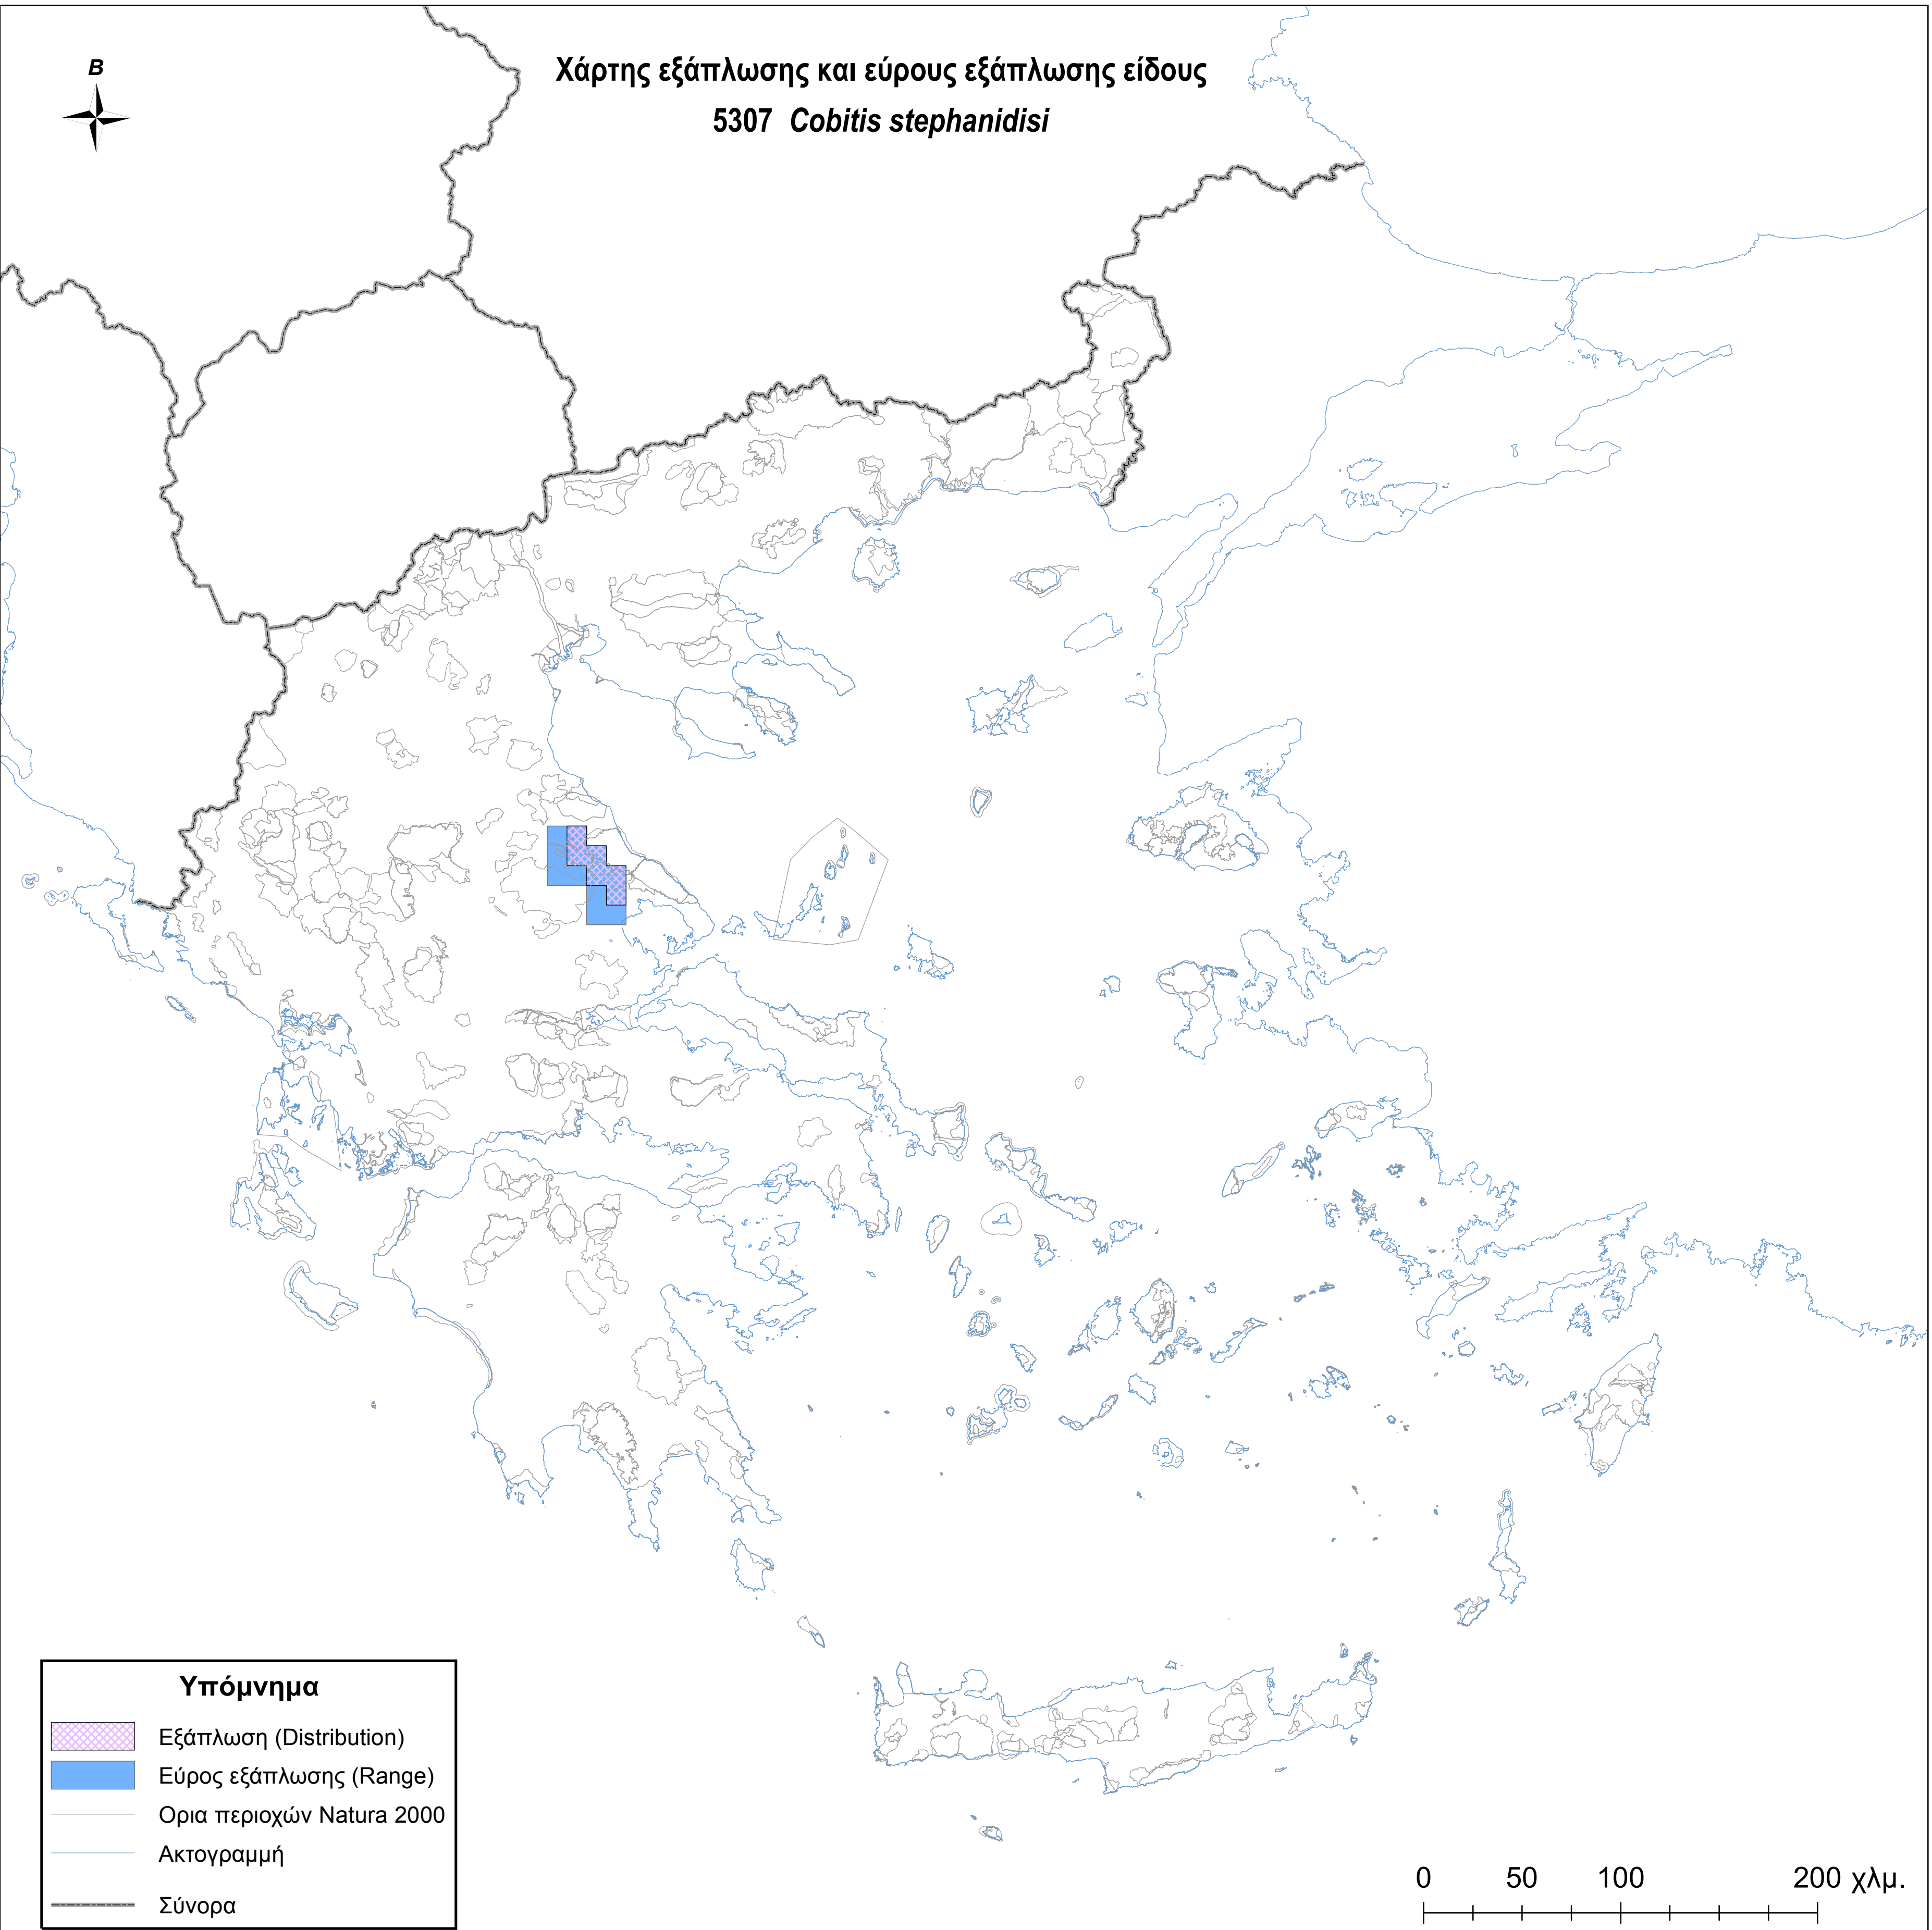 Χάρτης εξάπλωσης και εύρους εξάπλωσης είδους
5307 Cobitis stephanidisi
Β
Υπόμνημα
Εξάπλωση (Distribution)
Εύρος εξάπλωσης (Range)
Ορια περιοχών Natura 2000
Ακτογραμμή
Σύνορα
0 50 100 200 χλμ.